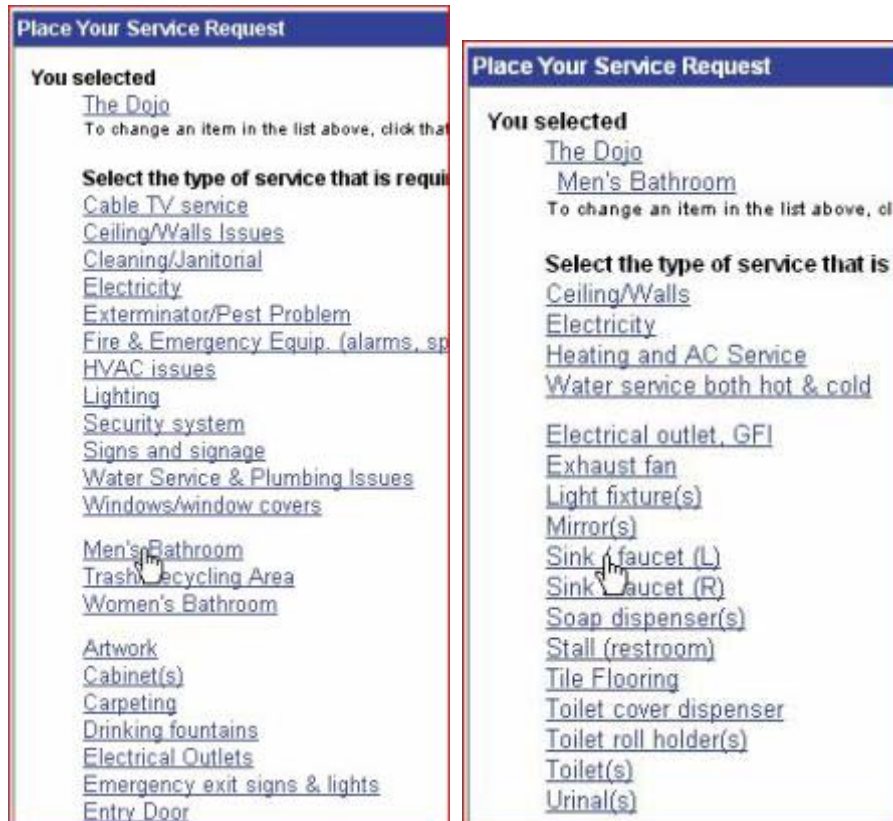 Place Your Service Request
You selected
The Dojo
To change an item in the list above, click that
Select the type of service that is requi
Cable TV service
Ceiling/Walls Issues
Cleaning/Janitorial
Electricity
Exterminator/Pest Problem
Fire & Emergency Equip. (alarms, sp
HVAC issues
Lighting
Security system
Signs and signage
Water Service & Plumbing Issues
Windows/window covers
Men's Bathroom
Trash/Recycling Area
Women's Bathroom
Artwork
Cabinet(s)
Carpeting
Drinking fountains
Electrical Outlets
Emergency exit signs & lights
Entry Door
Place Your Service Request
You selected
The Dojo
Men's Bathroom
To change an item in the list above, cl
Select the type of service that is
Ceiling/Walls
Electricity
Heating and AC Service
Water service both hot & cold
Electrical outlet, GFI
Exhaust fan
Light fixture(s)
Mirror(s)
Sink / faucet (L)
Sink / faucet (R)
Soap dispenser(s)
Stall (restroom)
Tile Flooring
Toilet cover dispenser
Toilet roll holder(s)
Toilet(s)
Urinal(s)